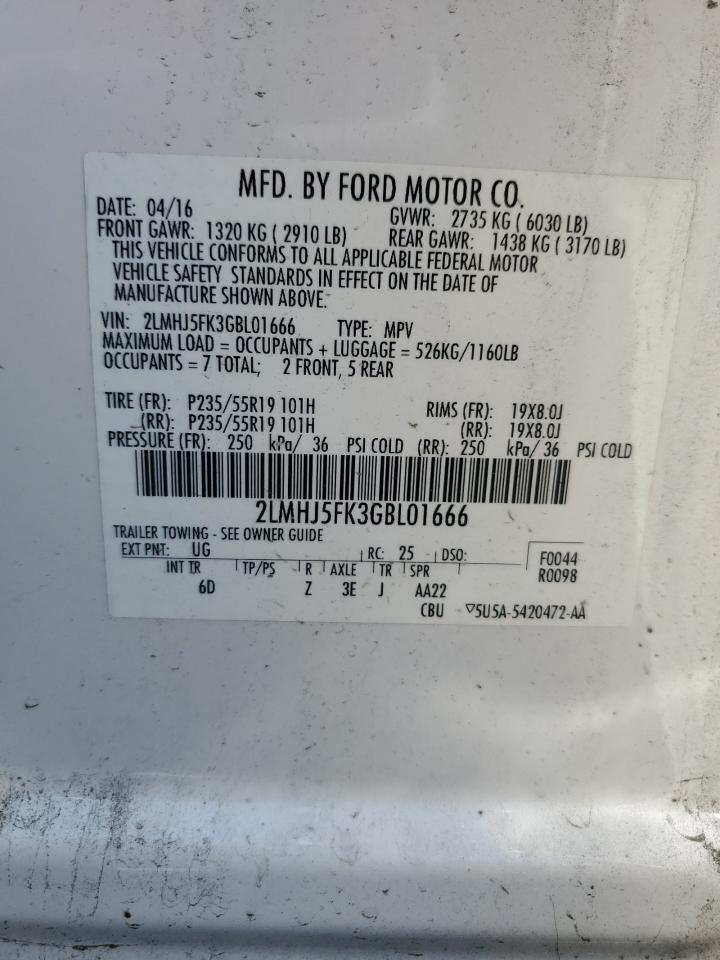 MFD. BY FORD MOTOR CO.
DATE: 04/16 GVWR: 2735 KG ( 6030 LB)
FRONT GAWR: 1320 KG ( 2910 LB) REAR GAWR: 1438 KG ( 3170 LB)
THIS VEHICLE CONFORMS TO ALL APPLICABLE FEDERAL MOTOR
VEHICLE SAFETY STANDARDS IN EFFECT ON THE DATE OF
MANUFACTURE SHOWN ABOVE.
VIN: 2LMHJ5FK3GBL01666 TYPE: MPV
MAXIMUM LOAD = OCCUPANTS + LUGGAGE = 526KG/1160LB
OCCUPANTS = 7 TOTAL; 2 FRONT, 5 REAR
TIRE (FR): P235/55R19 101H RIMS (FR): 19X8.0J
(RR): P235/55R19 101H (RR): 19X8.0J
PRESSURE (FR): 250 kPa/ 36 PSI COLD (RR): 250 kPa/ 36 PSI COLD
2LMHJ5FK3GBL01666
TRAILER TOWING - SEE OWNER GUIDE
EXT PNT: UG RC: 25 DSO: F0044
INT TR TP/PS R AXLE TR SPR R0098
6D Z 3E J AA22
CBU ▽5U5A-5420472-AA